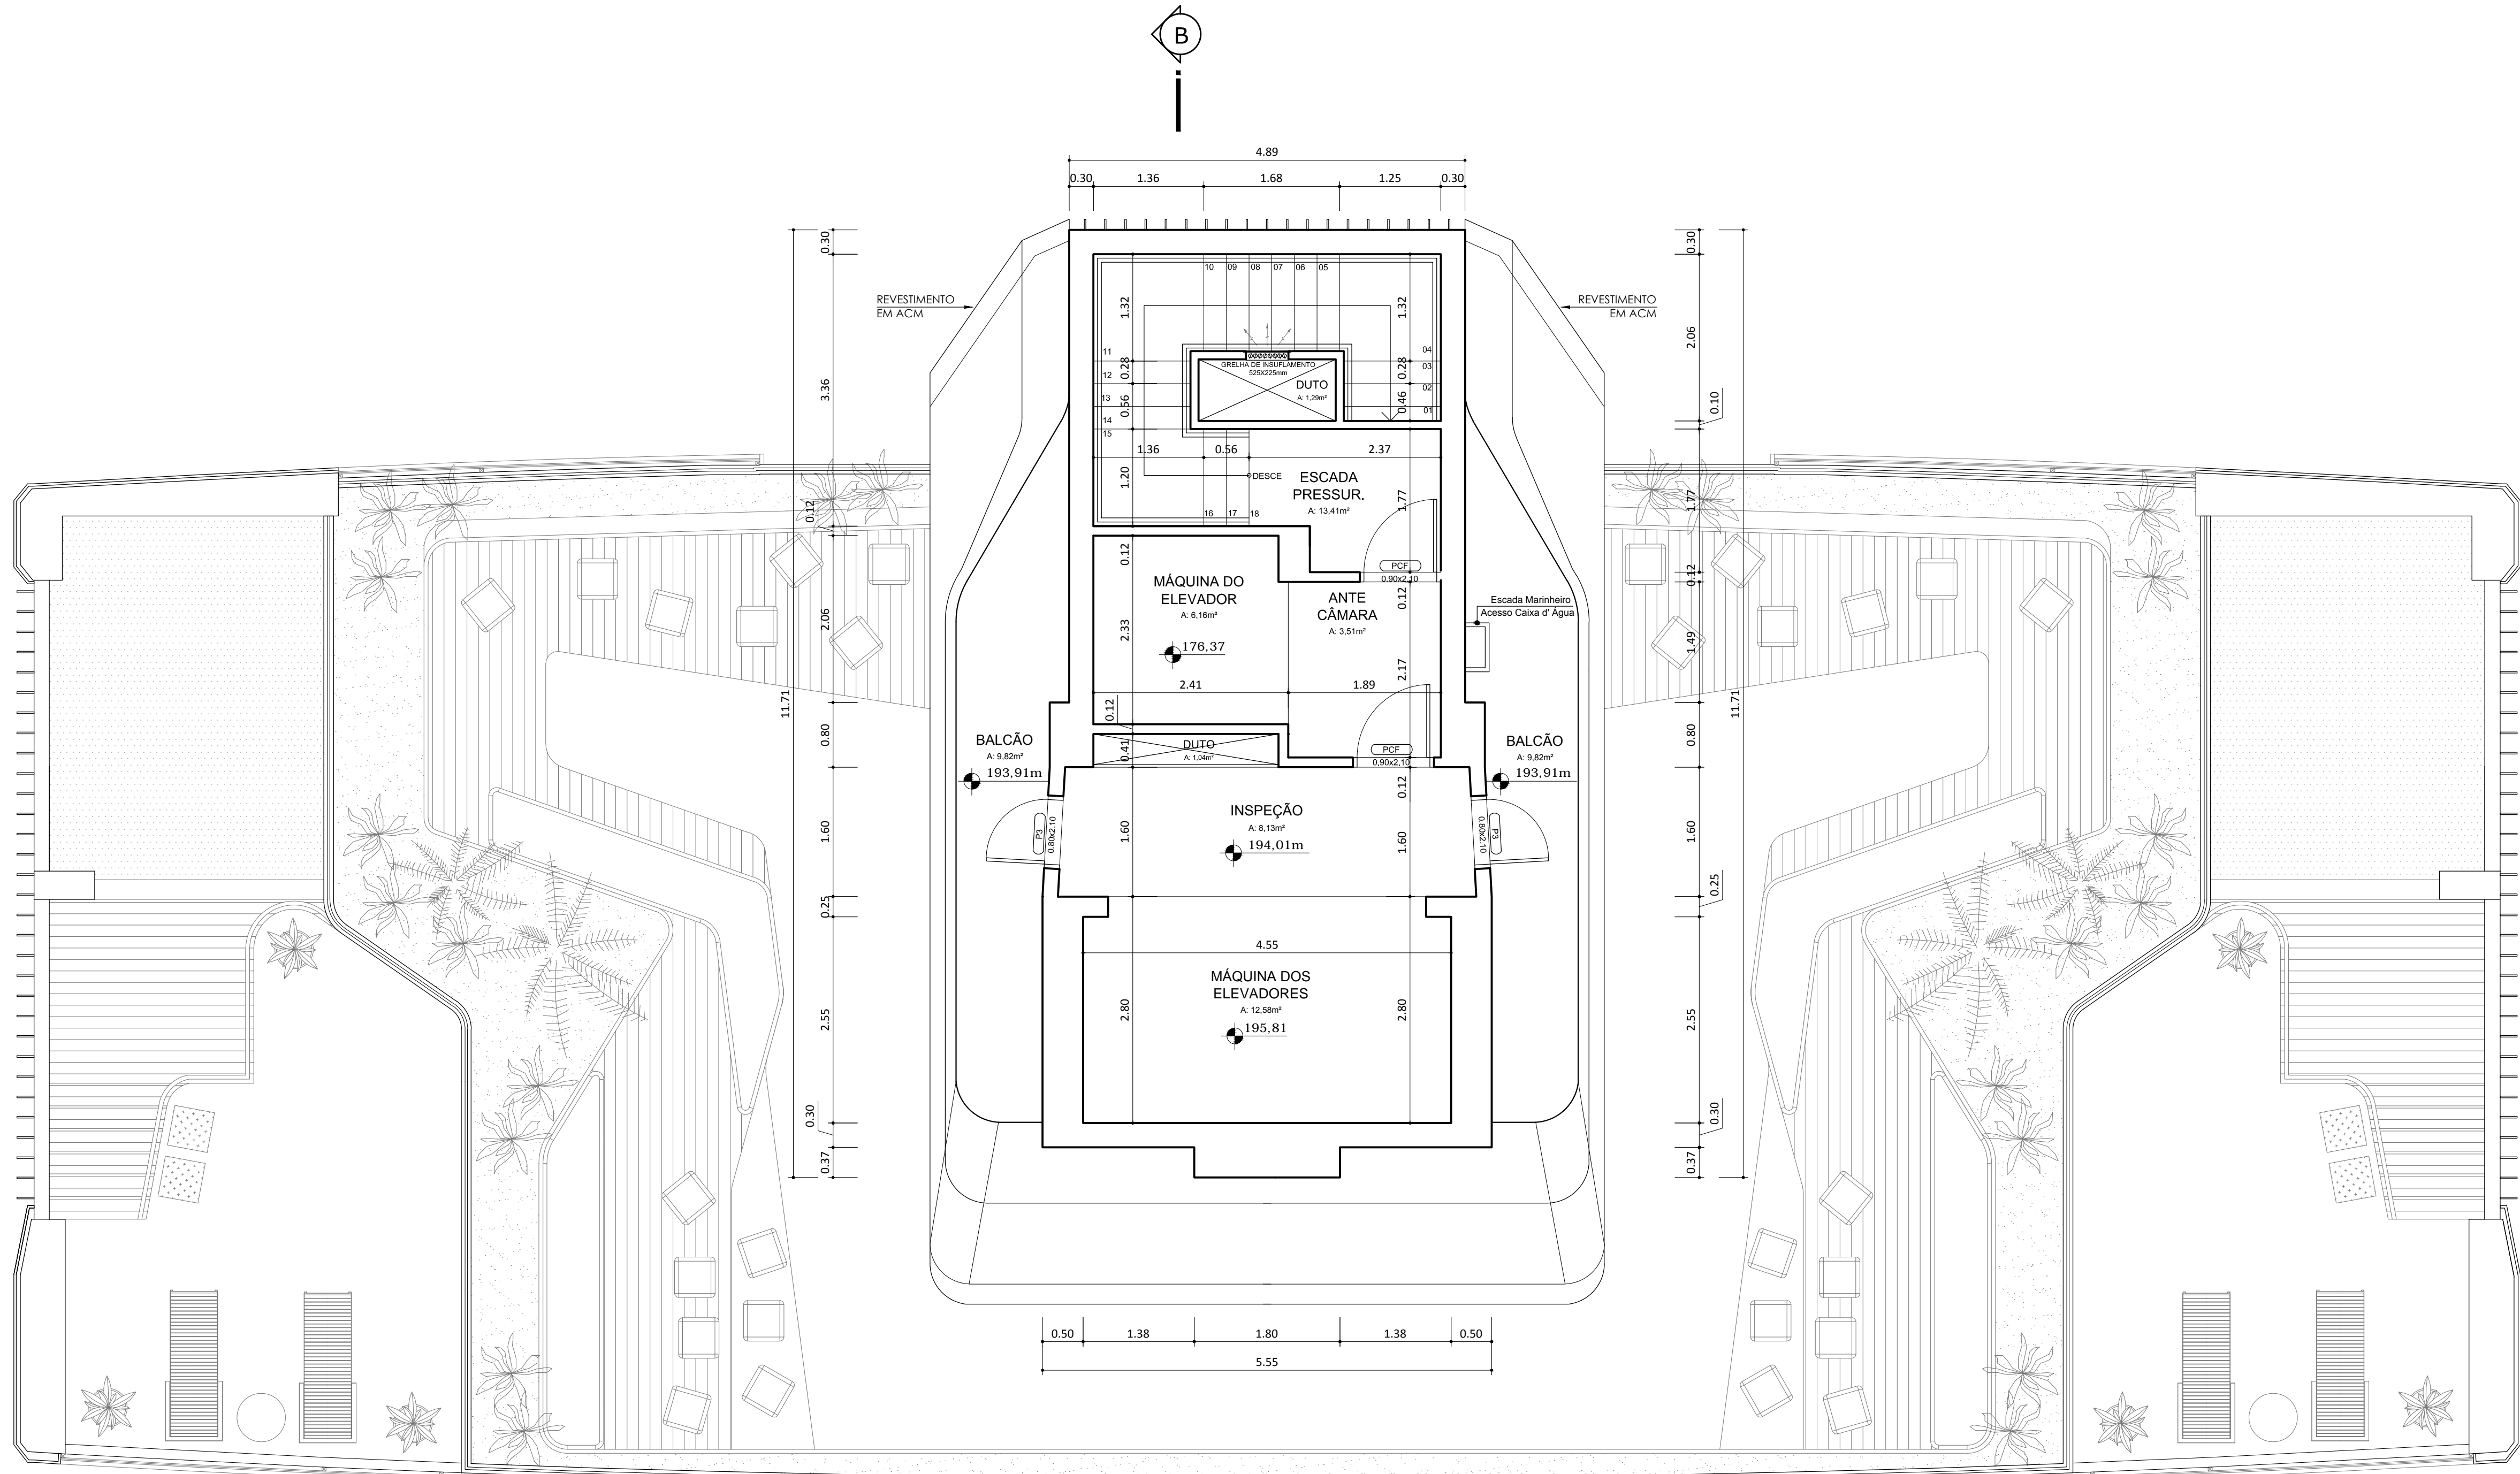 B
4.89
0.30 1.36 1.68 1.25 0.30
REVESTIMENTO
EM ACM
REVESTIMENTO
EM ACM
11.71
0.30
3.36
0.12
2.06
0.80
1.60
0.25
2.55
0.30
0.37
10 09 08 07 06 05
1.32
1.32
11
12
13
14
15
0.28
0.56
0.28
0.46
04
03
02
01
GRELHA DE INSUFLAMENTO
525X225mm
DUTO
A: 1,29m²
1.36 0.56 2.37
1.20
DESCE
ESCADA
PRESSUR.
A: 13,41m²
1.77
16 17 18
PCF
0,90x2,10
0.12
0.12
MÁQUINA DO
ELEVADOR
A: 6,16m²
176,37
2.33
ANTE
CÂMARA
A: 3,51m²
2.17
Escada Marinheiro
Acesso Caixa d' Água
2.41 1.89
0.12
0.41
DUTO
A: 1,04m²
PCF
0,90x2,10
0.12
BALCÃO
A: 9,82m²
193,91m
BALCÃO
A: 9,82m²
193,91m
P3
0.80x2.10
1.60
INSPEÇÃO
A: 8,13m²
194,01m
1.60
0.80x2.10
P3
4.55
MÁQUINA DOS
ELEVADORES
A: 12,58m²
195,81
2.80
2.80
0.30
2.06
0.10
1.77
0.12
1.49
0.80
1.60
0.25
2.55
0.30
0.37
11.71
0.50 1.38 1.80 1.38 0.50
5.55